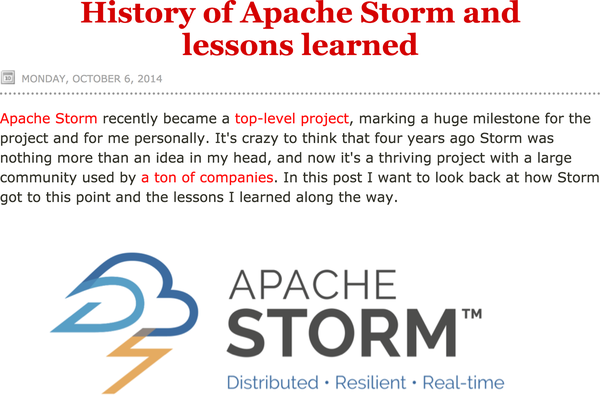 History of Apache Storm and
lessons learned
MONDAY, OCTOBER 6, 2014
Apache Storm recently became a top-level project, marking a huge milestone for the
project and for me personally. It's crazy to think that four years ago Storm was
nothing more than an idea in my head, and now it's a thriving project with a large
community used by a ton of companies. In this post I want to look back at how Storm
got to this point and the lessons I learned along the way.
APACHE
STORM™
Distributed • Resilient • Real-time